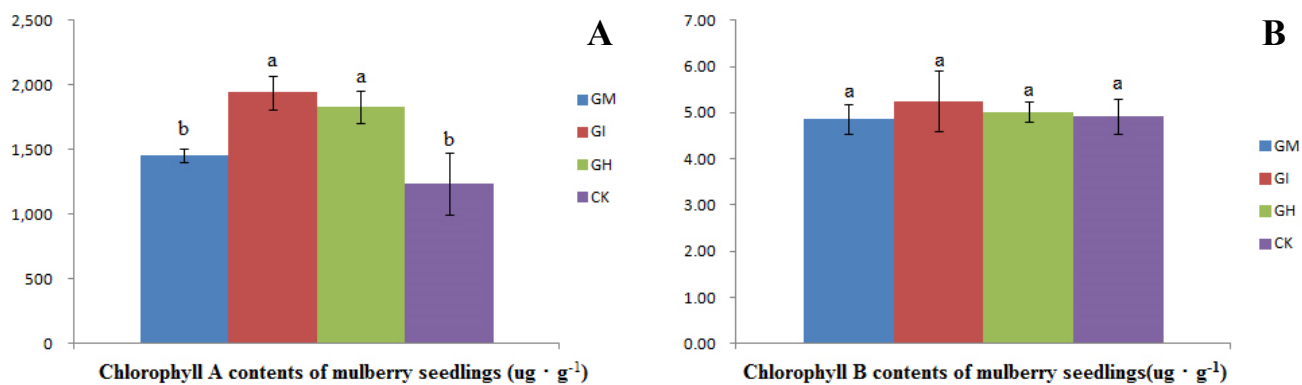 2,500
2,000
1,500
1,000
500
0
b
a
a
b
A
GM
GI
GH
CK
Chlorophyll A contents of mulberry seedlings (ug · g⁻¹)
7.00
6.00
5.00
4.00
3.00
2.00
1.00
0.00
a
a
a
a
B
GM
GI
GH
CK
Chlorophyll B contents of mulberry seedlings(ug · g⁻¹)